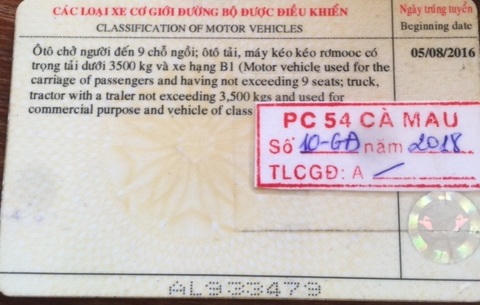 CÁC LOẠI XE CƠ GIỚI ĐƯỜNG BỘ ĐƯỢC ĐIỀU KHIỂN
CLASSIFICATION OF MOTOR VEHICLES
Ngày trúng tuyển
Beginning date
Ôtô chở người đến 9 chỗ ngồi; ôtô tải, máy kéo kéo rơmooc có
trọng tải dưới 3500 kg và xe hạng B1 (Motor vehicle used for the
carriage of passengers and having not exceeding 9 seats; truck,
tractor with a traler not exceeding 3,500 kgs and used for
commercial purpose and vehicle of class
05/08/2016
PC 54 CÀ MAU
Số 10-GĐ năm 2018
TLCGĐ: A
AL933479